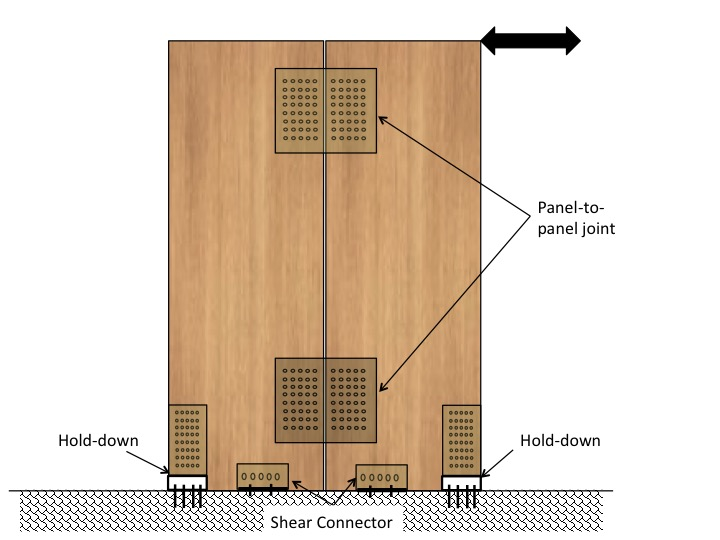 Panel-to-
panel joint
Hold-down
Hold-down
Shear Connector